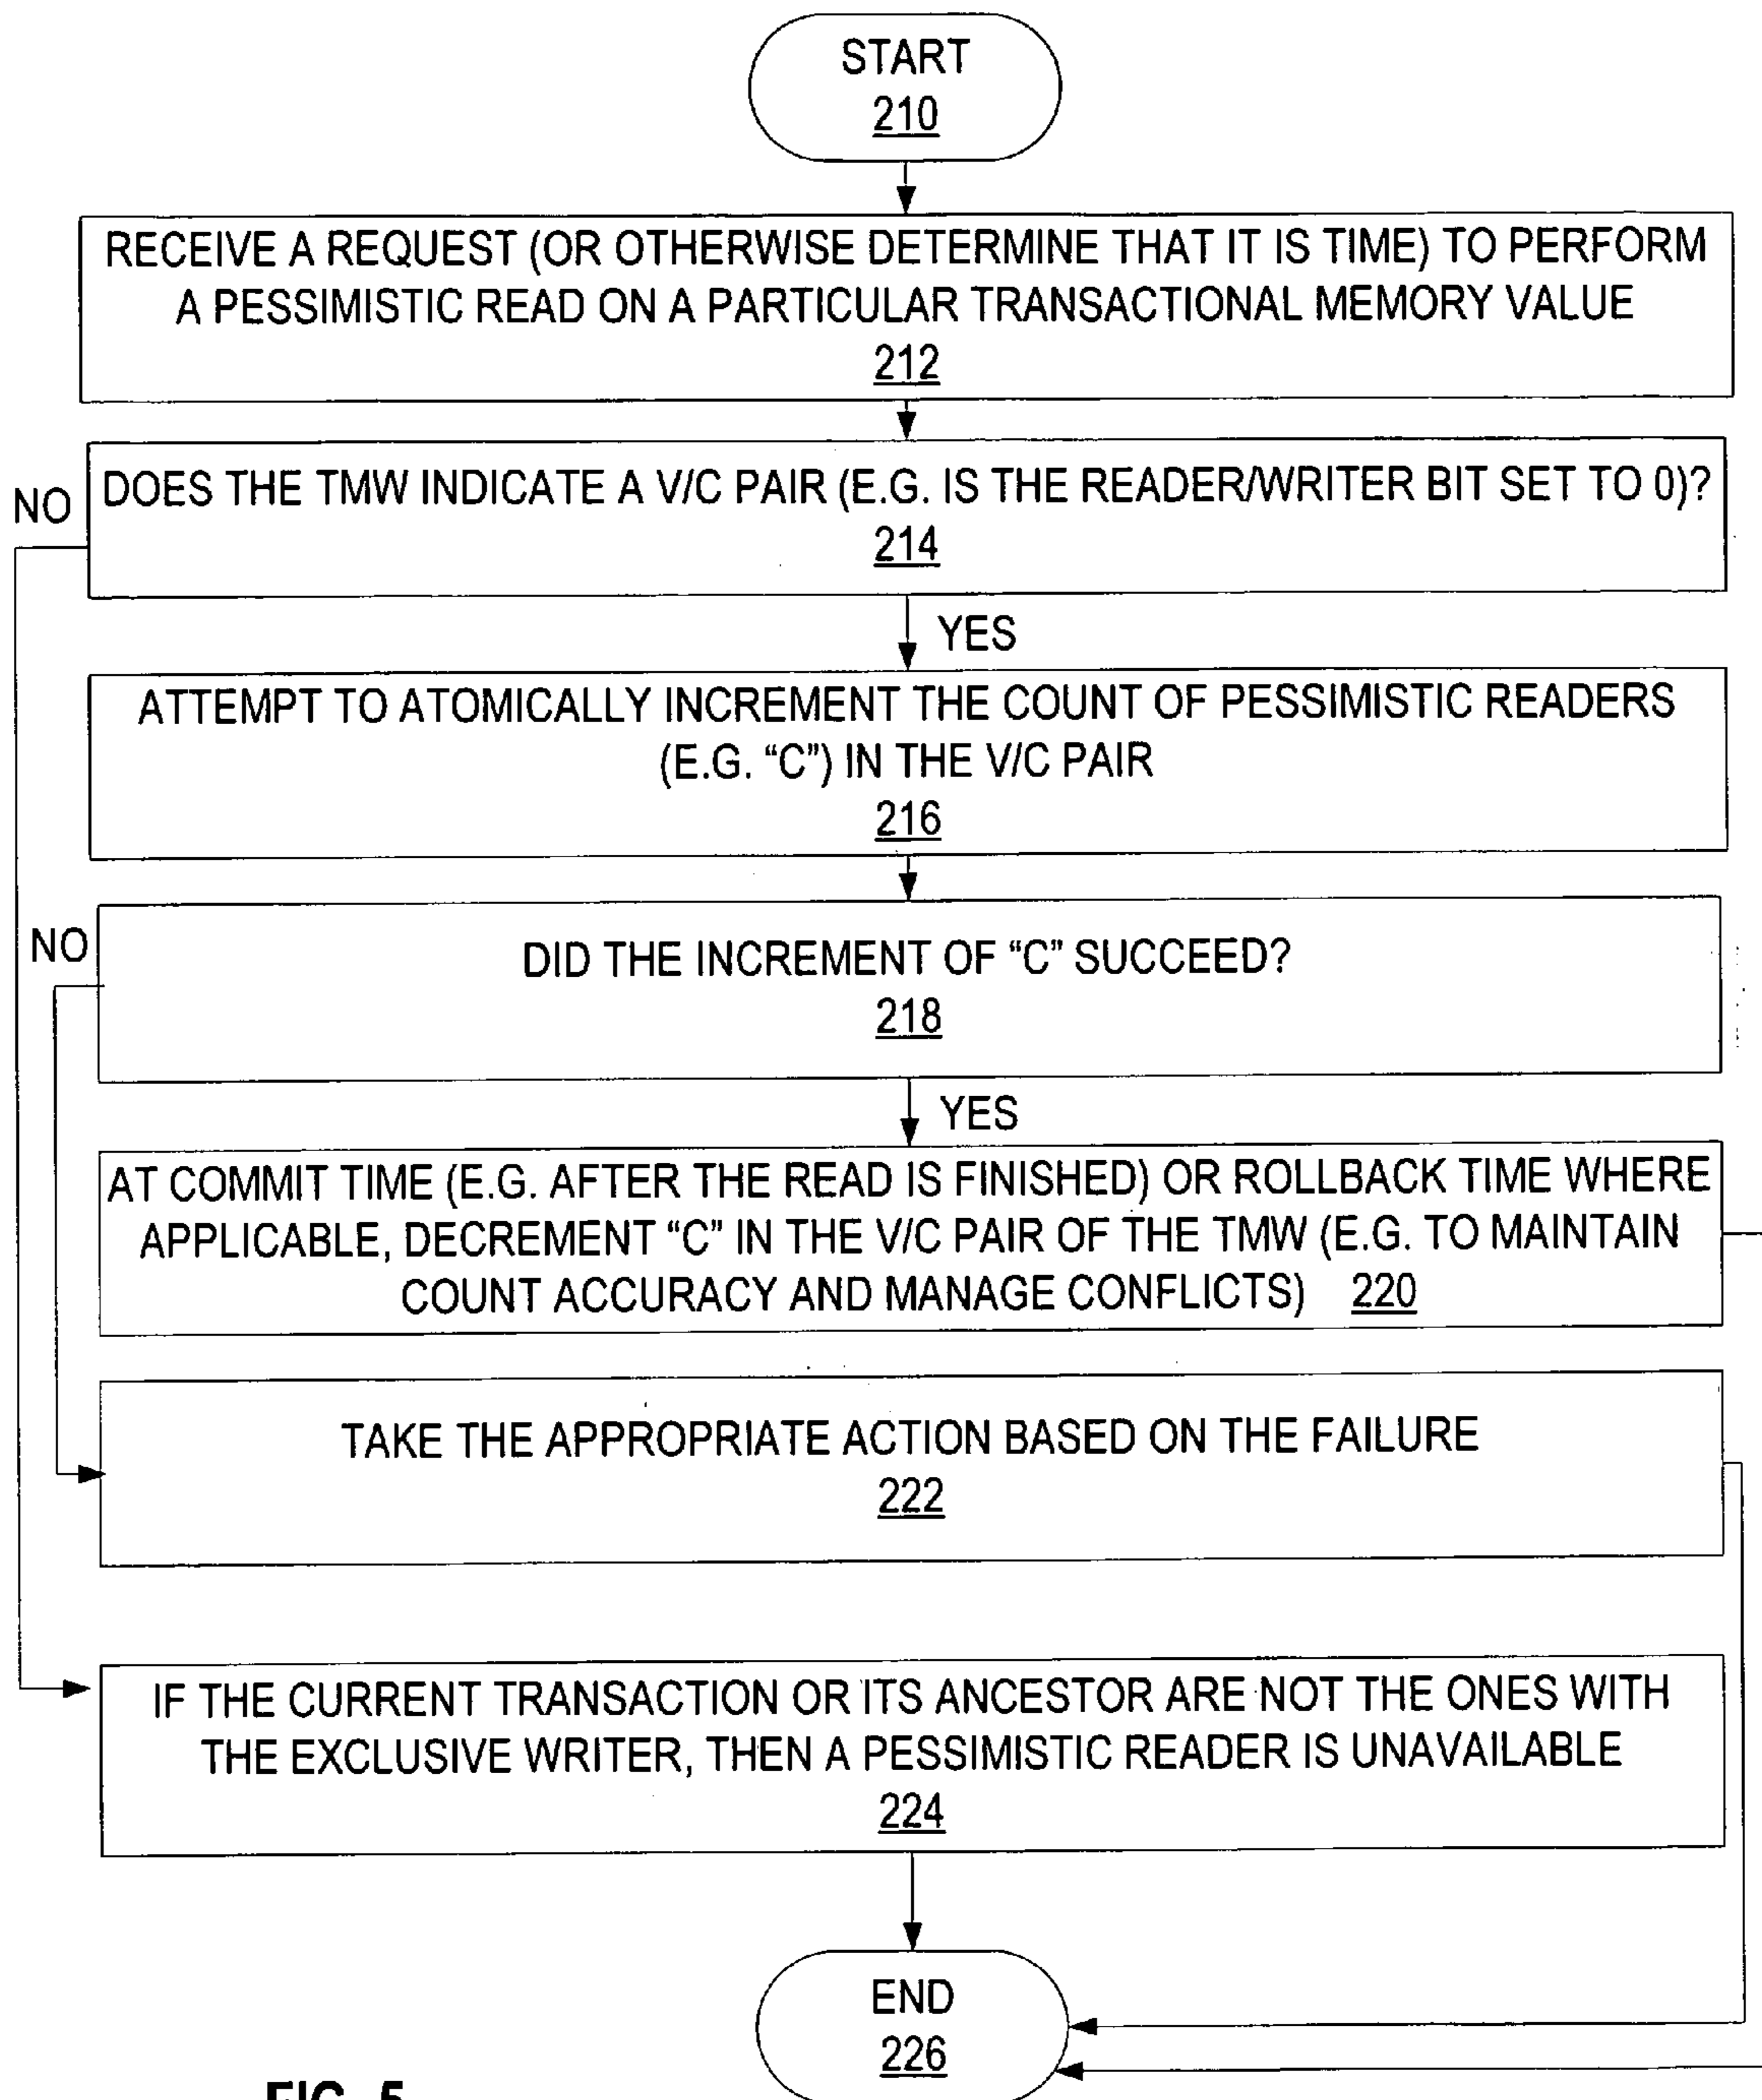 START
210
RECEIVE A REQUEST (OR OTHERWISE DETERMINE THAT IT IS TIME) TO PERFORM
A PESSIMISTIC READ ON A PARTICULAR TRANSACTIONAL MEMORY VALUE
212
NO
DOES THE TMW INDICATE A V/C PAIR (E.G. IS THE READER/WRITER BIT SET TO 0)?
214
YES
ATTEMPT TO ATOMICALLY INCREMENT THE COUNT OF PESSIMISTIC READERS
(E.G. “C”) IN THE V/C PAIR
216
NO
DID THE INCREMENT OF “C” SUCCEED?
218
YES
AT COMMIT TIME (E.G. AFTER THE READ IS FINISHED) OR ROLLBACK TIME WHERE
APPLICABLE, DECREMENT “C” IN THE V/C PAIR OF THE TMW (E.G. TO MAINTAIN
COUNT ACCURACY AND MANAGE CONFLICTS) 220
TAKE THE APPROPRIATE ACTION BASED ON THE FAILURE
222
IF THE CURRENT TRANSACTION OR ITS ANCESTOR ARE NOT THE ONES WITH
THE EXCLUSIVE WRITER, THEN A PESSIMISTIC READER IS UNAVAILABLE
224
END
226
FIG. 5